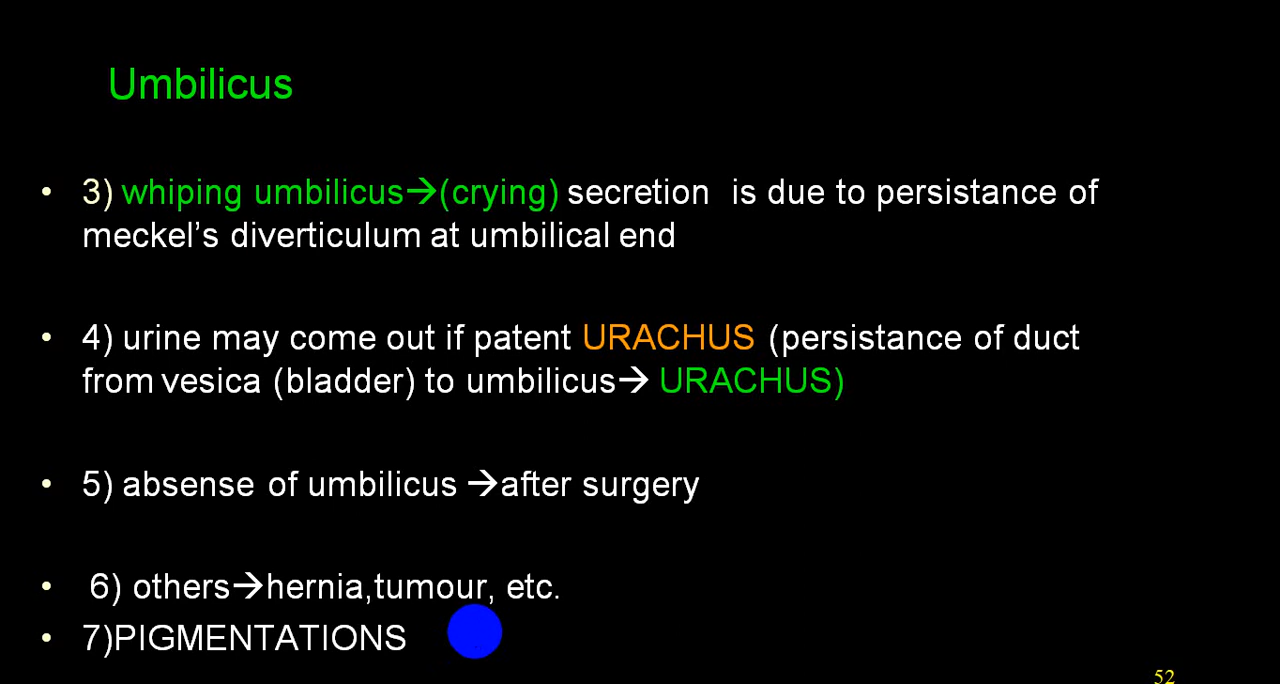 Umbilicus
• 3) whiping umbilicus→(crying) secretion is due to persistance of
meckel’s diverticulum at umbilical end
• 4) urine may come out if patent URACHUS (persistance of duct
from vesica (bladder) to umbilicus→ URACHUS)
• 5) absense of umbilicus →after surgery
• 6) others→hernia,tumour, etc.
• 7)PIGMENTATIONS
52